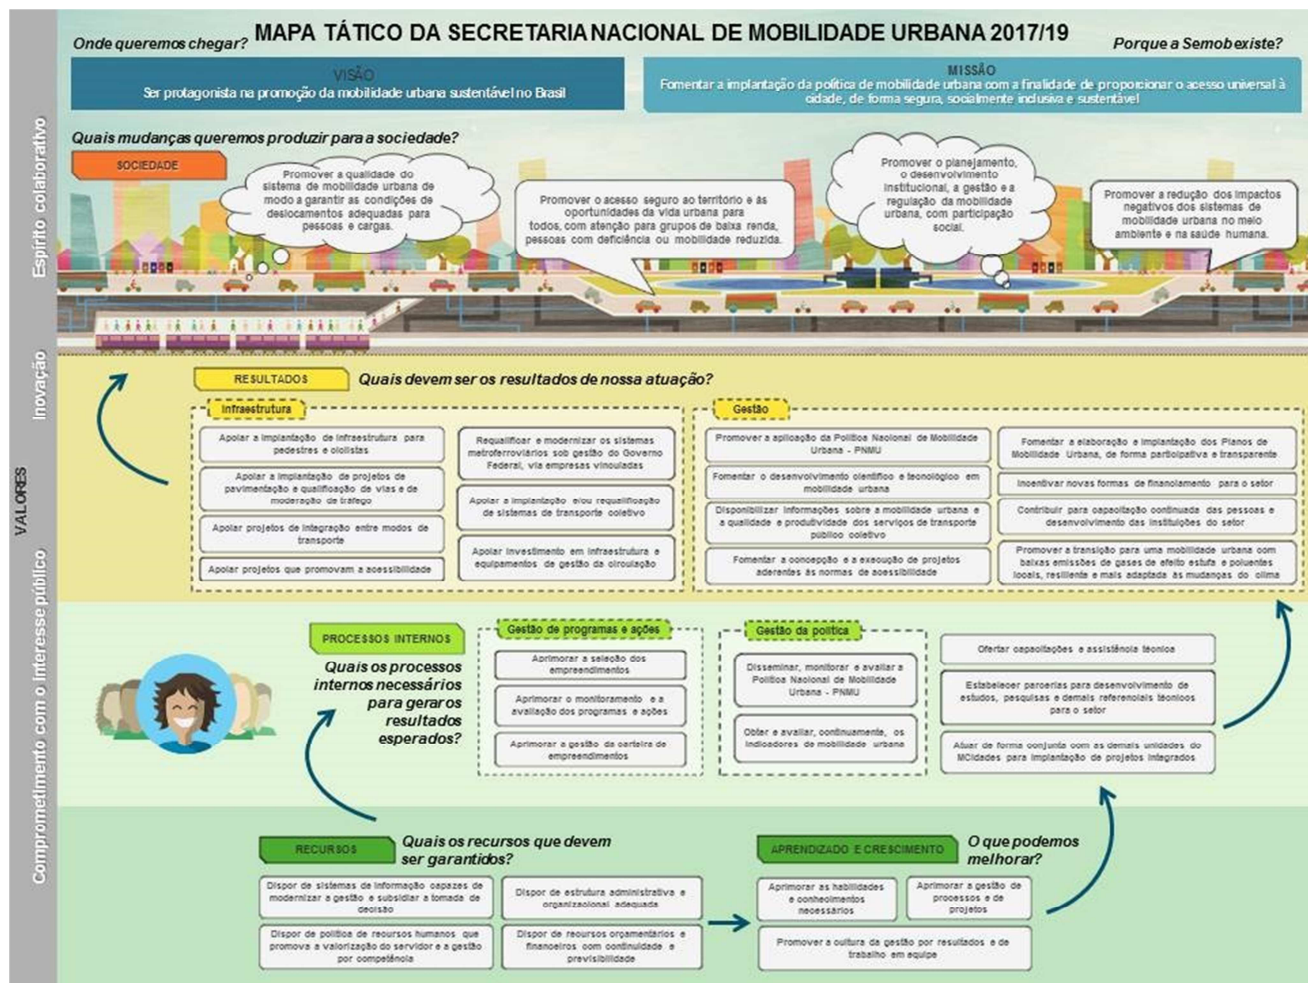 MAPA TÁTICO DA SECRETARIA NACIONAL DE MOBILIDADE URBANA 2017/19
Onde queremos chegar?
Porque a Semob existe?
VISÃO
Ser protagonista na promoção da mobilidade urbana sustentável no Brasil
MISSÃO
Fomentar a implantação da política de mobilidade urbana com a finalidade de proporcionar o acesso universal à
cidade, de forma segura, socialmente inclusiva e sustentável
Quais mudanças queremos produzir para a sociedade?
SOCIEDADE
Promover a qualidade do
sistema de mobilidade urbana de
modo a garantir as condições de
deslocamentos adequadas para
pessoas e cargas.
Promover o acesso seguro ao território e às
oportunidades da vida urbana para
todos, com atenção para grupos de baixa renda,
pessoas com deficiência ou mobilidade reduzida.
Promover o planejamento,
o desenvolvimento
institucional, a gestão e a
regulação da mobilidade
urbana, com participação
social.
Promover a redução dos impactos
negativos dos sistemas de
mobilidade urbana no meio
ambiente e na saúde humana.
VALORES
Espírito colaborativo
Inovação
Comprometimento com o interesse público
RESULTADOS
Quais devem ser os resultados de nossa atuação?
Infraestrutura
Apoiar a implantação de infraestrutura para
pedestres e ciclistas
Apoiar a implantação de projetos de
pavimentação e qualificação de vias e de
moderação de tráfego
Apoiar projetos de integração entre modos de
transporte
Apoiar projetos que promovam a acessibilidade
Requalificar e modernizar os sistemas
metroferroviários sob gestão do Governo
Federal, via empresas vinculadas
Apoiar a implantação e/ou requalificação
de sistemas de transporte coletivo
Apoiar investimento em infraestrutura e
equipamentos de gestão da circulação
Gestão
Promover a aplicação da Política Nacional de Mobilidade
Urbana - PNMU
Fomentar o desenvolvimento científico e tecnológico em
mobilidade urbana
Disponibilizar informações sobre a mobilidade urbana e
a qualidade e produtividade dos serviços de transporte
público coletivo
Fomentar a concepção e a execução de projetos
aderentes às normas de acessibilidade
Fomentar a elaboração e implantação dos Planos de
Mobilidade Urbana, de forma participativa e transparente
Incentivar novas formas de financiamento para o setor
Contribuir para capacitação continuada das pessoas e
desenvolvimento das instituições do setor
Promover a transição para uma mobilidade urbana com
baixas emissões de gases de efeito estufa e poluentes
locais, resiliente e mais adaptada às mudanças do clima
PROCESSOS INTERNOS
Quais os processos
internos necessários
para gerar os
resultados
esperados?
Gestão de programas e ações
Aprimorar a seleção dos
empreendimentos
Aprimorar o monitoramento e a
avaliação dos programas e ações
Aprimorar a gestão da carteira de
empreendimentos
Gestão da política
Disseminar, monitorar e avaliar a
Política Nacional de Mobilidade
Urbana - PNMU
Obter e avaliar, continuamente, os
indicadores de mobilidade urbana
Ofertar capacitações e assistência técnica
Estabelecer parcerias para desenvolvimento de
estudos, pesquisas e demais referenciais técnicos
para o setor
Atuar de forma conjunta com as demais unidades do
MCidades para implantação de projetos integrados
RECURSOS
Quais os recursos que devem
ser garantidos?
Dispor de sistemas de informação capazes de
modernizar a gestão e subsidiar a tomada de
decisão
Dispor de estrutura administrativa e
organizacional adequada
Dispor de política de recursos humanos que
promova a valorização do servidor e a gestão
por competência
Dispor de recursos orçamentários e
financeiros com continuidade e
previsibilidade
APRENDIZADO E CRESCIMENTO
O que podemos
melhorar?
Aprimorar as habilidades
e conhecimentos
necessários
Aprimorar a gestão de
processos e de
projetos
Promover a cultura da gestão por resultados e de
trabalho em equipe